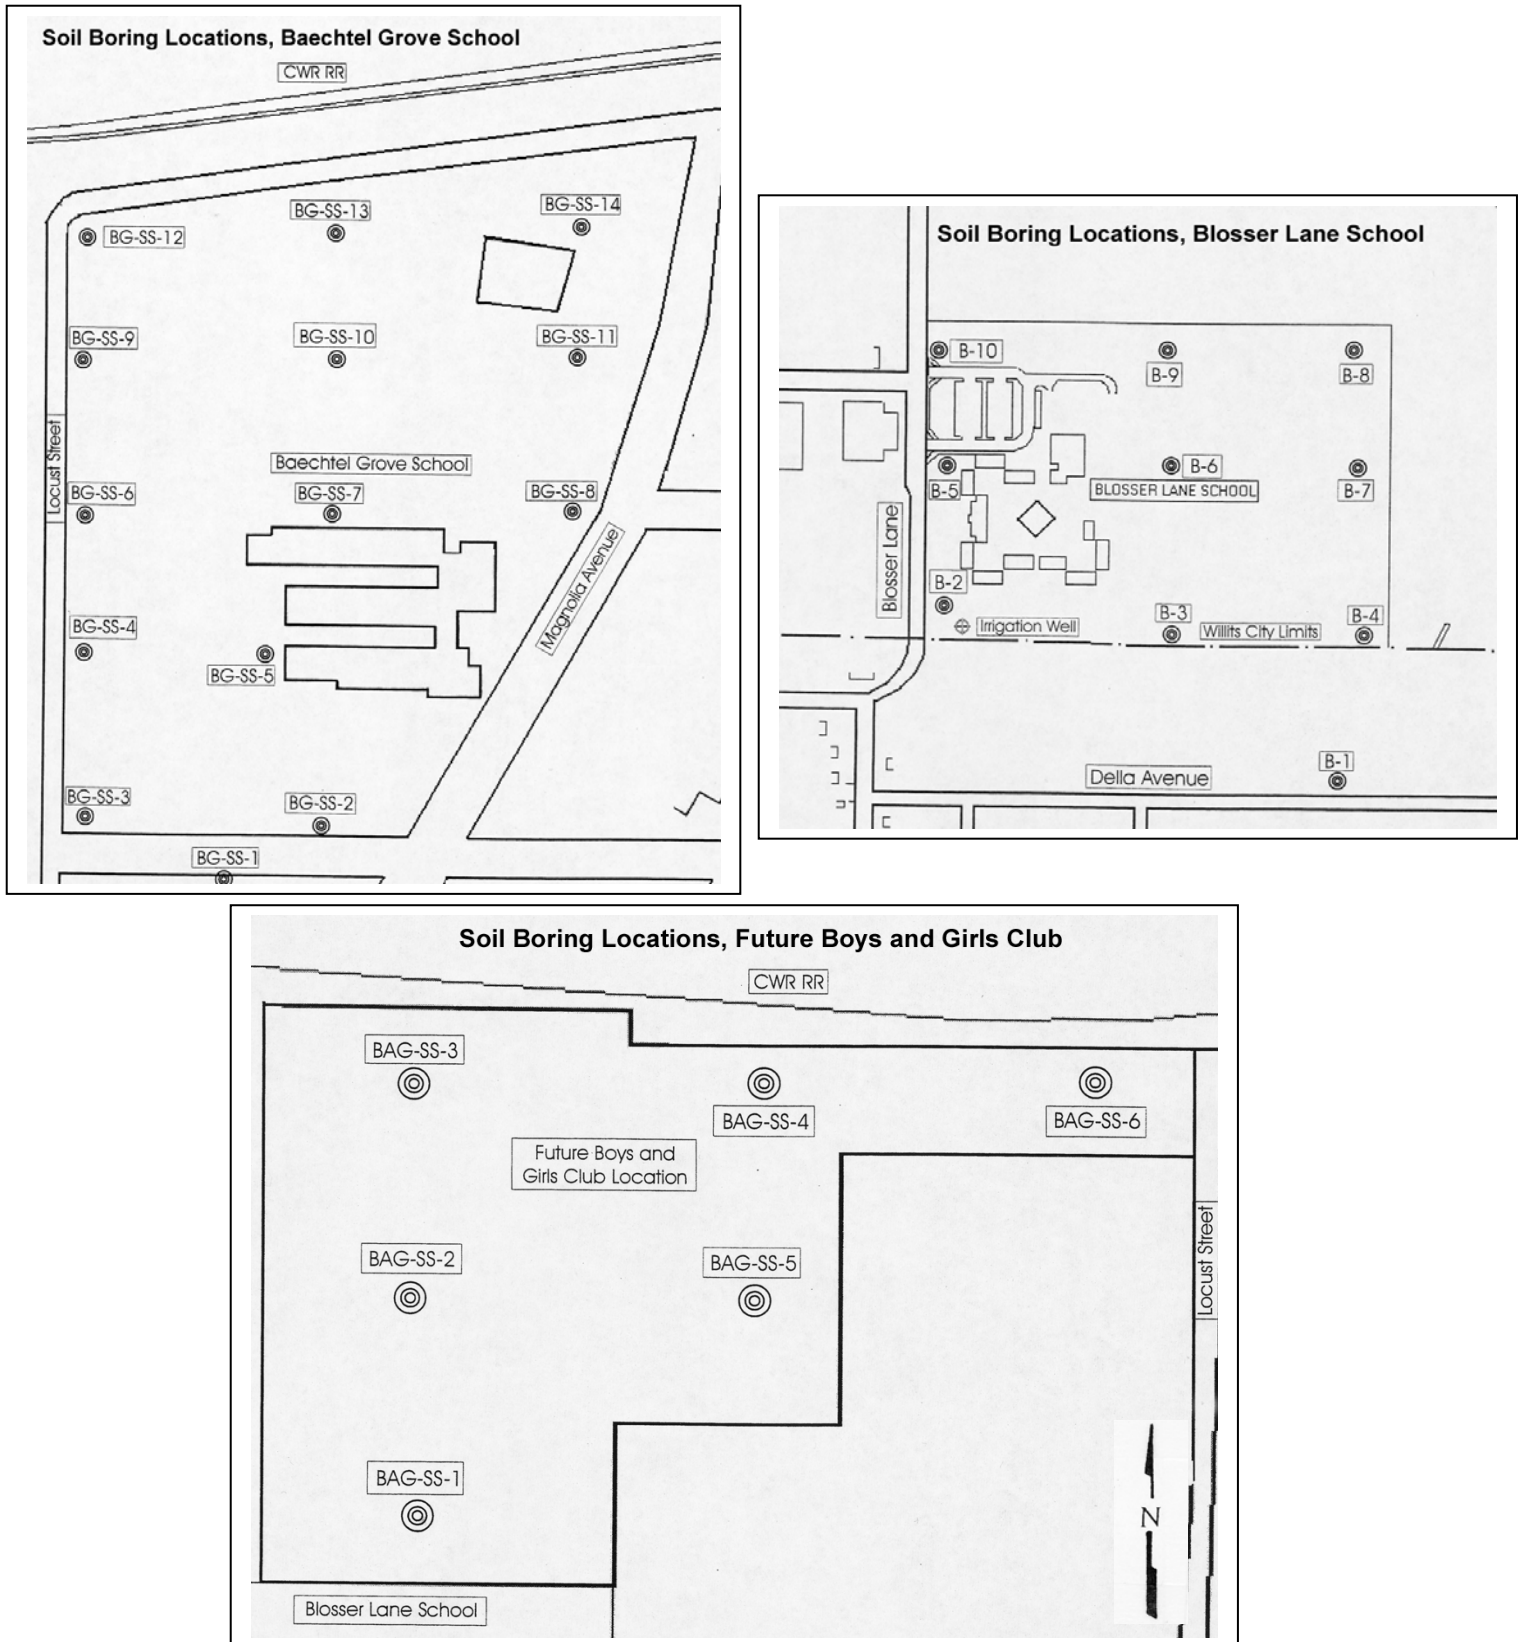 Soil Boring Locations, Baechtel Grove School
CWR RR
BG-SS-13
BG-SS-14
BG-SS-12
BG-SS-9
BG-SS-10
BG-SS-11
Locust Street
Baechtel Grove School
BG-SS-6
BG-SS-7
BG-SS-8
Magnolia Avenue
BG-SS-4
BG-SS-5
BG-SS-3
BG-SS-2
BG-SS-1
Soil Boring Locations, Blosser Lane School
B-10
B-9
B-8
B-5
B-6
BLOSSER LANE SCHOOL
B-7
Blosser Lane
B-2
Irrigation Well
B-3
Willits City Limits
B-4
B-1
Della Avenue
Soil Boring Locations, Future Boys and Girls Club
CWR RR
BAG-SS-3
BAG-SS-4
BAG-SS-6
Future Boys and
Girls Club Location
BAG-SS-2
BAG-SS-5
Locust Street
BAG-SS-1
N
Blosser Lane School